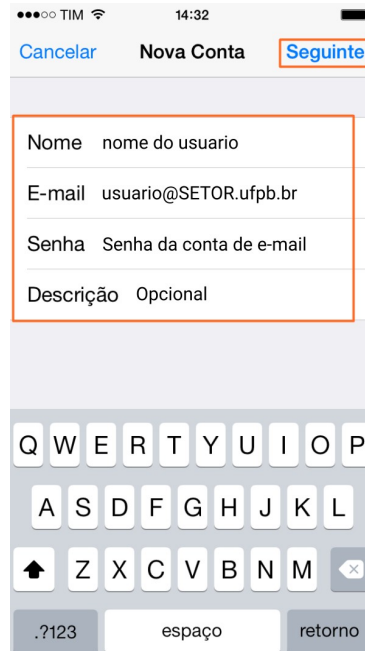 TIM 14:32
Cancelar Nova Conta Seguinte
Nome nome do usuario
E-mail usuario@SETOR.ufpb.br
Senha Senha da conta de e-mail
Descrição Opcional
Q W E R T Y U I O P
A S D F G H J K L
Z X C V B N M
.?123 espaço retorno